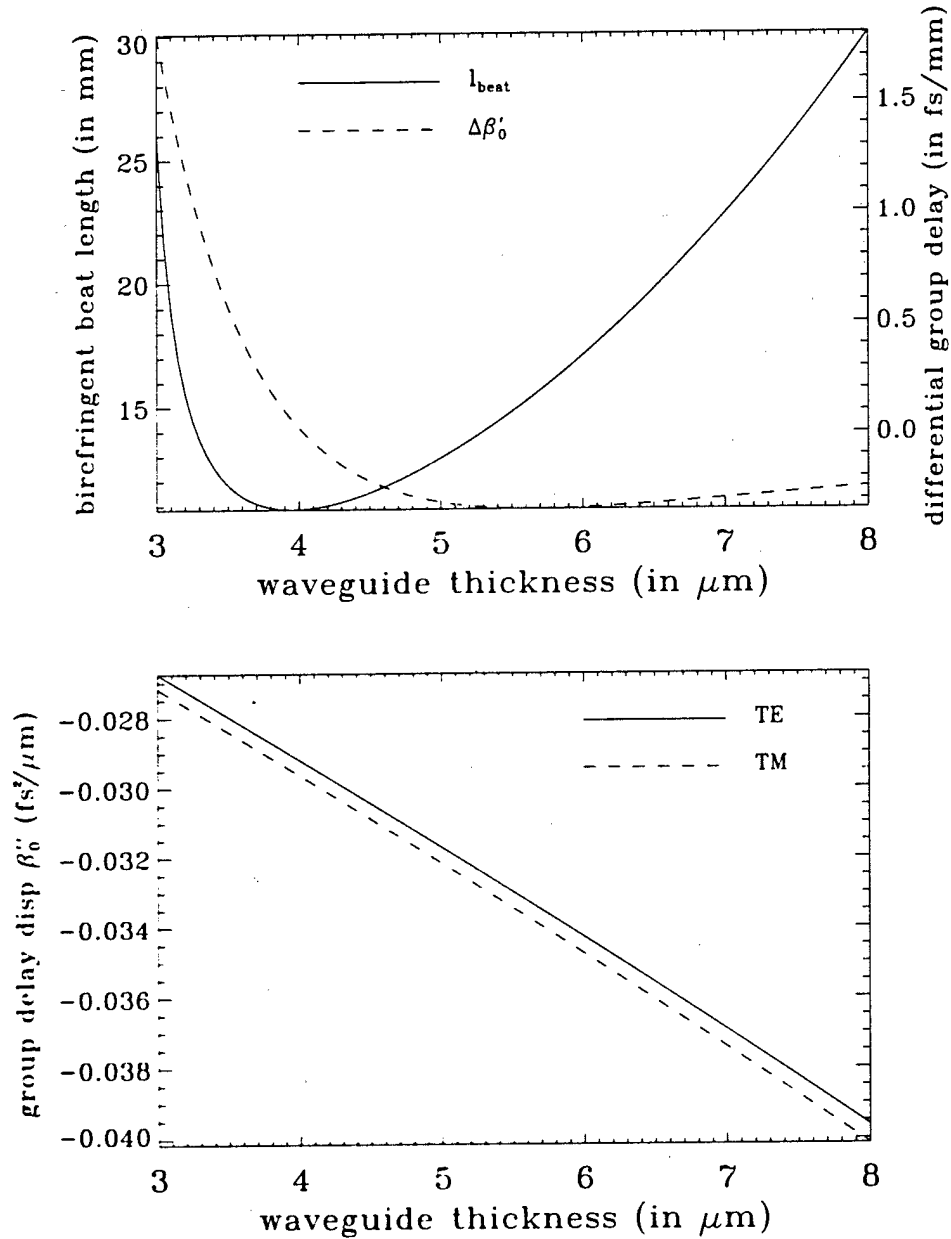 birefringent beat length (in mm)
30
25
20
15
l_beat
Δβ₀′
1.5
1.0
0.5
0.0
differential group delay (in fs/mm)
3 4 5 6 7 8
waveguide thickness (in μm)
group delay disp β₀″ (fs²/μm)
−0.028
−0.030
−0.032
−0.034
−0.036
−0.038
−0.040
TE
TM
3 4 5 6 7 8
waveguide thickness (in μm)